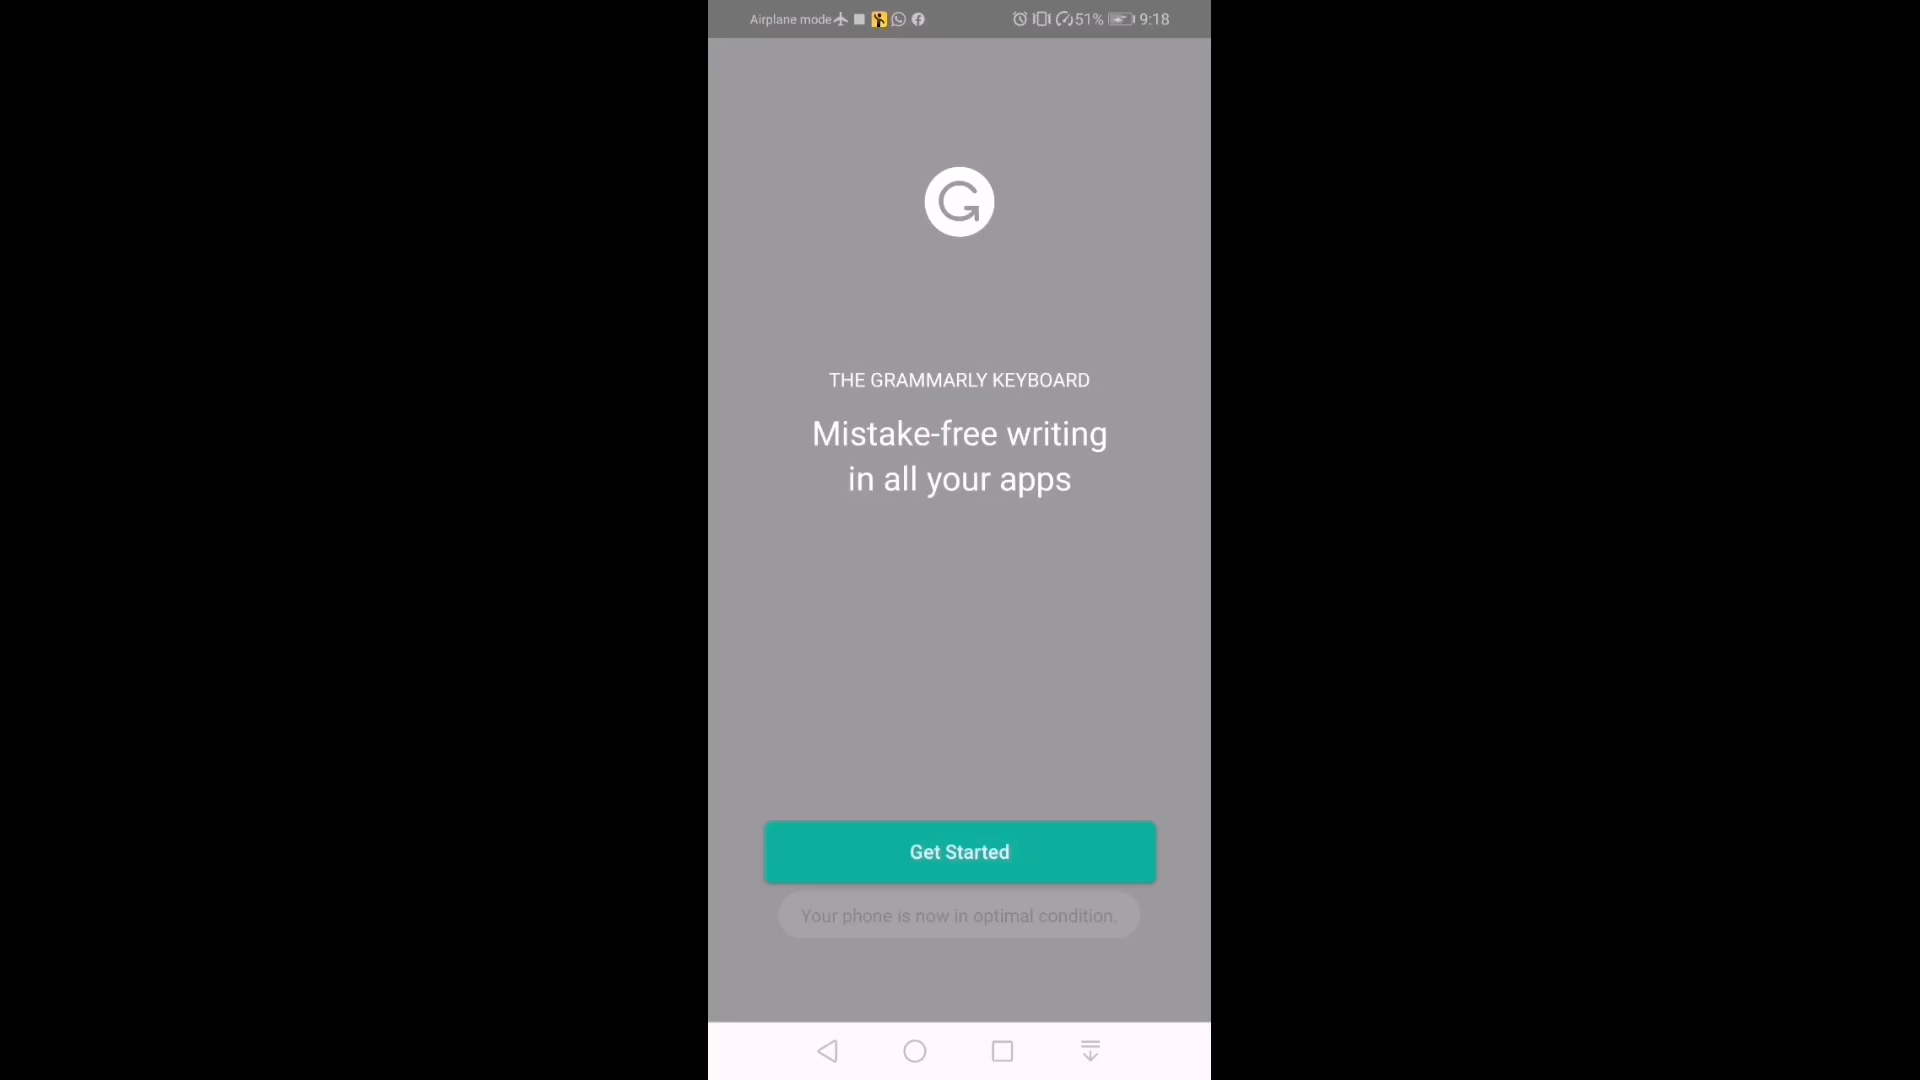 Airplane mode 51% 9:18
THE GRAMMARLY KEYBOARD
Mistake-free writing
in all your apps
Get Started
Your phone is now in optimal condition.